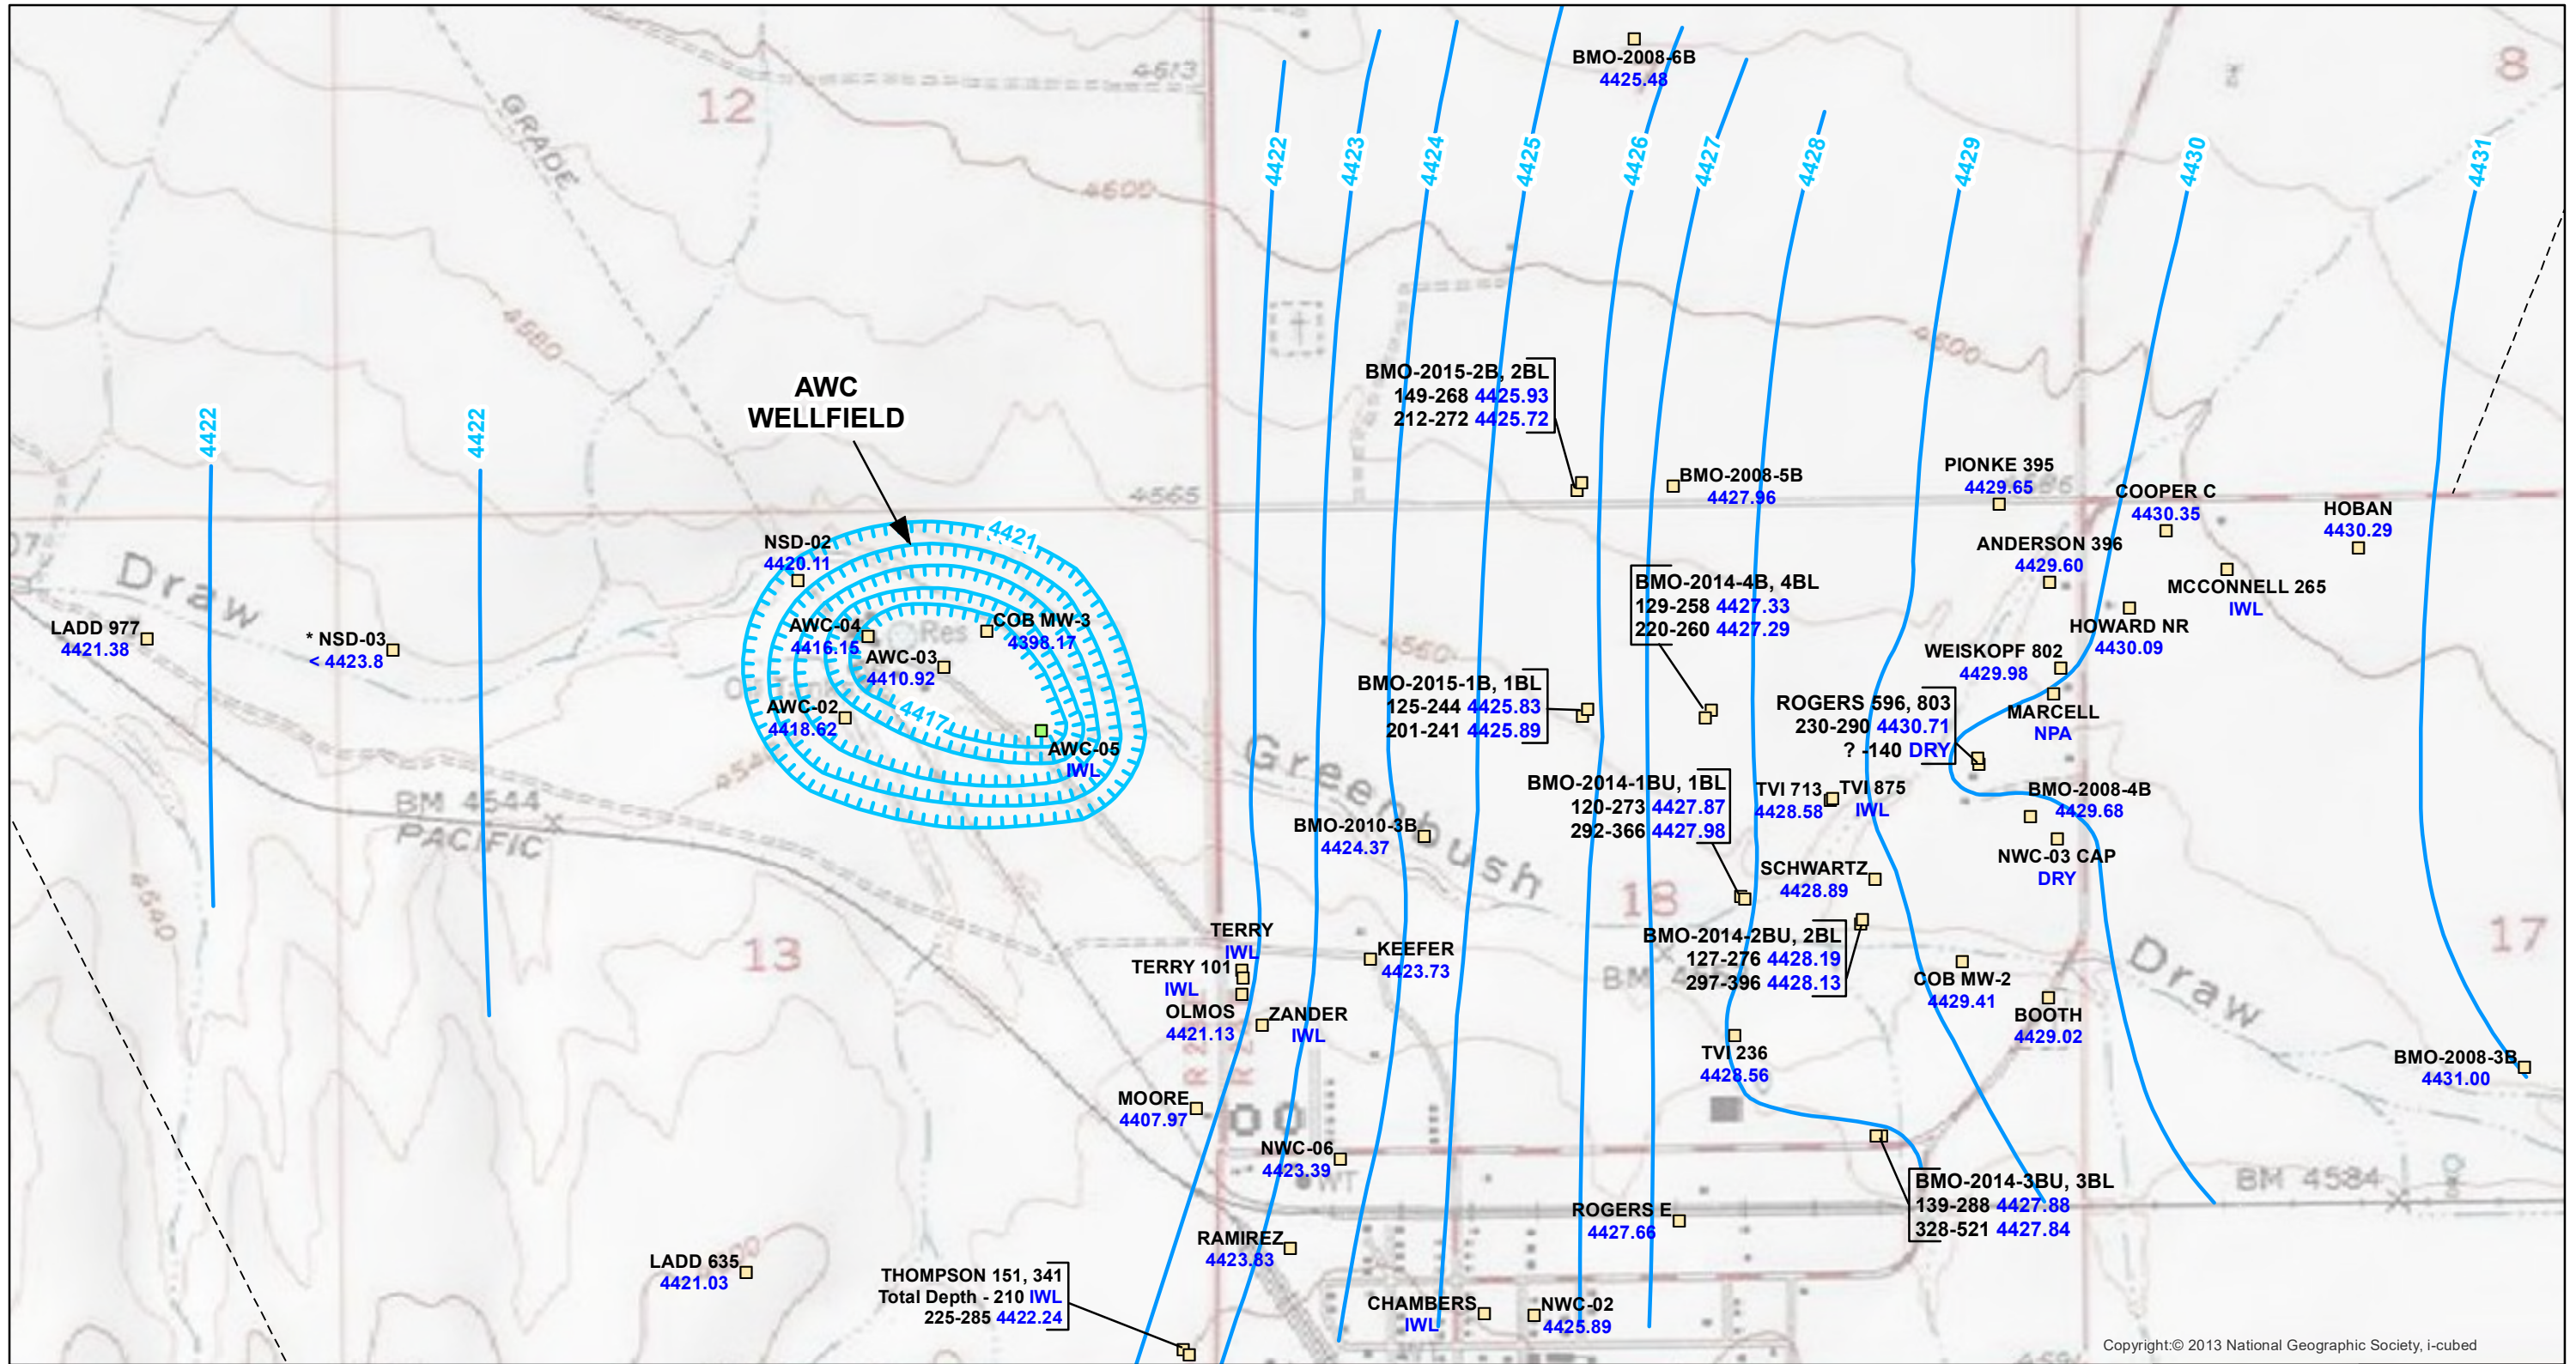 BMO-2008-6B
4425.48
8
12
4613
GRADE
4600
4422
4423
4424
4425
4426
4427
4428
4429
4430
4431
4580
4600
AWC
WELLFIELD
BMO-2015-2B, 2BL
149-268 4425.93
212-272 4425.72
4422
4422
4565
BMO-2008-5B
4427.96
PIONKE 395
4429.65
COOPER C
4430.35
HOBAN
4430.29
4421
NSD-02
4420.11
ANDERSON 396
4429.60
MCCONNELL 265
IWL
Draw
BMO-2014-4B, 4BL
129-258 4427.33
220-260 4427.29
LADD 977
4421.38
* NSD-03
< 4423.8
AWC-04
4416.15
Res
COB MW-3
4398.17
AWC-03
4410.92
4560
HOWARD NR
4430.09
WEISKOPF 802
4429.98
BMO-2015-1B, 1BL
125-244 4425.83
201-241 4425.89
ROGERS 596, 803
230-290 4430.71
? -140 DRY
MARCELL
NPA
AWC-02
4418.62
4417
AWC-05
IWL
Greenbush
BMO-2014-1BU, 1BL
120-273 4427.87
292-366 4427.98
TVI 713
4428.58
TVI 875
IWL
BMO-2008-4B
4429.68
BM 4544
PACIFIC
BMO-2010-3B
4424.37
NWC-03 CAP
DRY
SCHWARTZ
4428.89
4540
18
13
17
TERRY
IWL
TERRY 101
IWL
KEEFER
4423.73
BMO-2014-2BU, 2BL
127-276 4428.19
297-396 4428.13
COB MW-2
4429.41
Draw
OLMOS
4421.13
ZANDER
IWL
BOOTH
4429.02
TVI 236
4428.56
BMO-2008-3B
4431.00
MOORE
4407.97
NWC-06
4423.39
WT
BMO-2014-3BU, 3BL
139-288 4427.88
328-521 4427.84
BM 4584
ROGERS E
4427.66
RAMIREZ
4423.83
LADD 635
4421.03
THOMPSON 151, 341
Total Depth - 210 IWL
225-285 4422.24
CHAMBERS
IWL
NWC-02
4425.89
Copyright:© 2013 National Geographic Society, i-cubed